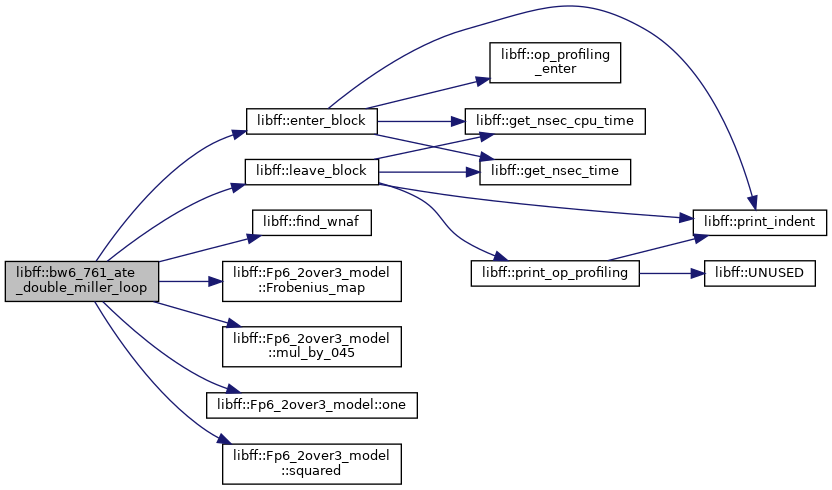 libff::bw6_761_ate
_double_miller_loop
libff::enter_block
libff::leave_block
libff::find_wnaf
libff::Fp6_2over3_model
::Frobenius_map
libff::Fp6_2over3_model
::mul_by_045
libff::Fp6_2over3_model::one
libff::Fp6_2over3_model
::squared
libff::op_profiling
_enter
libff::get_nsec_cpu_time
libff::get_nsec_time
libff::print_op_profiling
libff::print_indent
libff::UNUSED